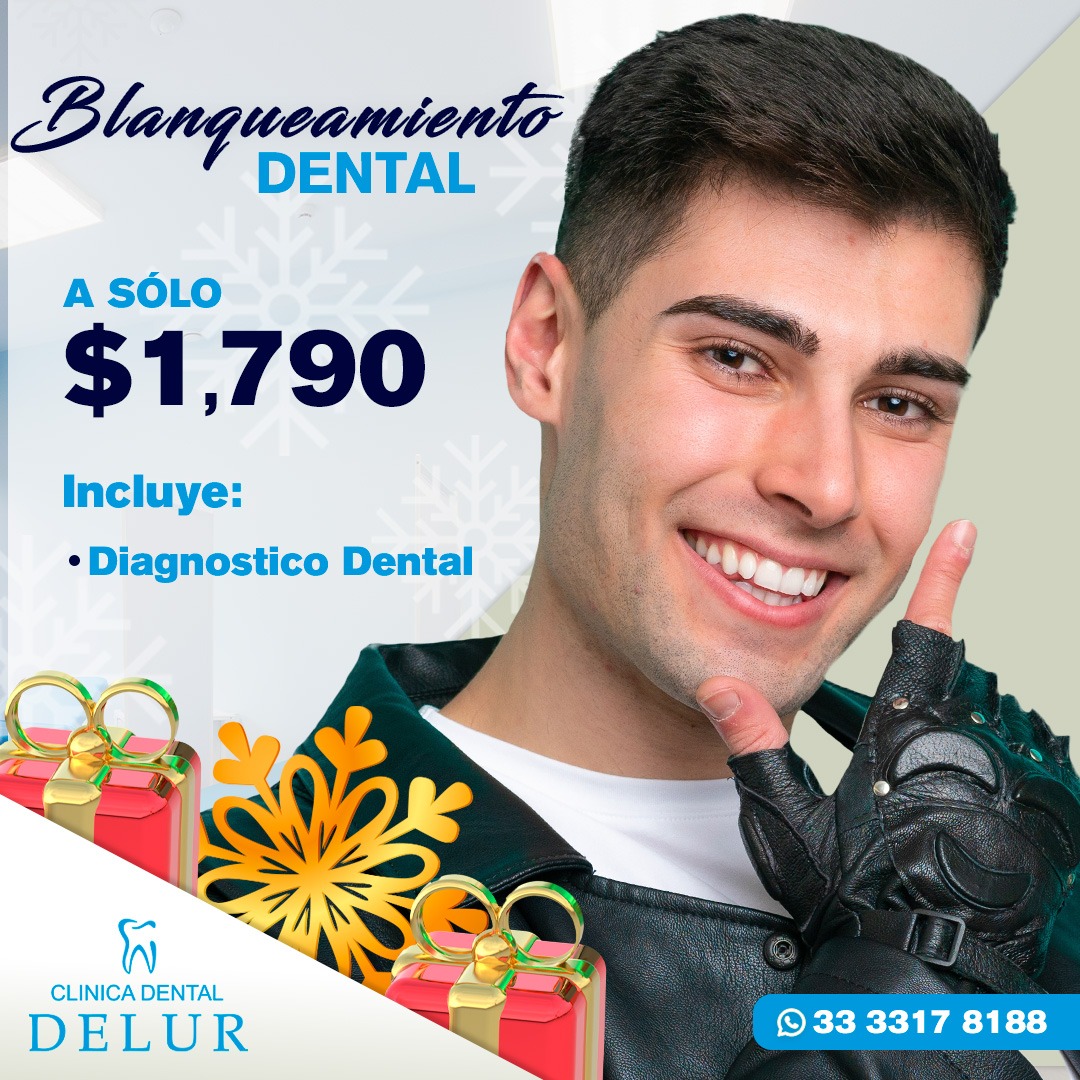 Blanqueamiento
DENTAL
A SÓLO
$1,790
Incluye:
• Diagnostico Dental
CLINICA DENTAL
DELUR
33 3317 8188